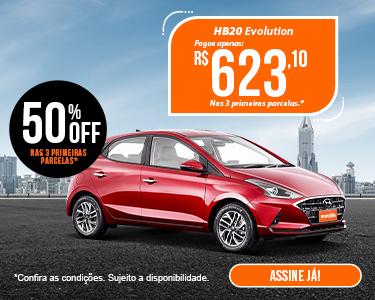 HB20 Evolution
Pague apenas:
R$ 623,10
Nas 3 primeiras parcelas.*
50% OFF
NAS 3 PRIMEIRAS
PARCELAS*
movida
*Confira as condições. Sujeito a disponibilidade.
ASSINE JÁ!